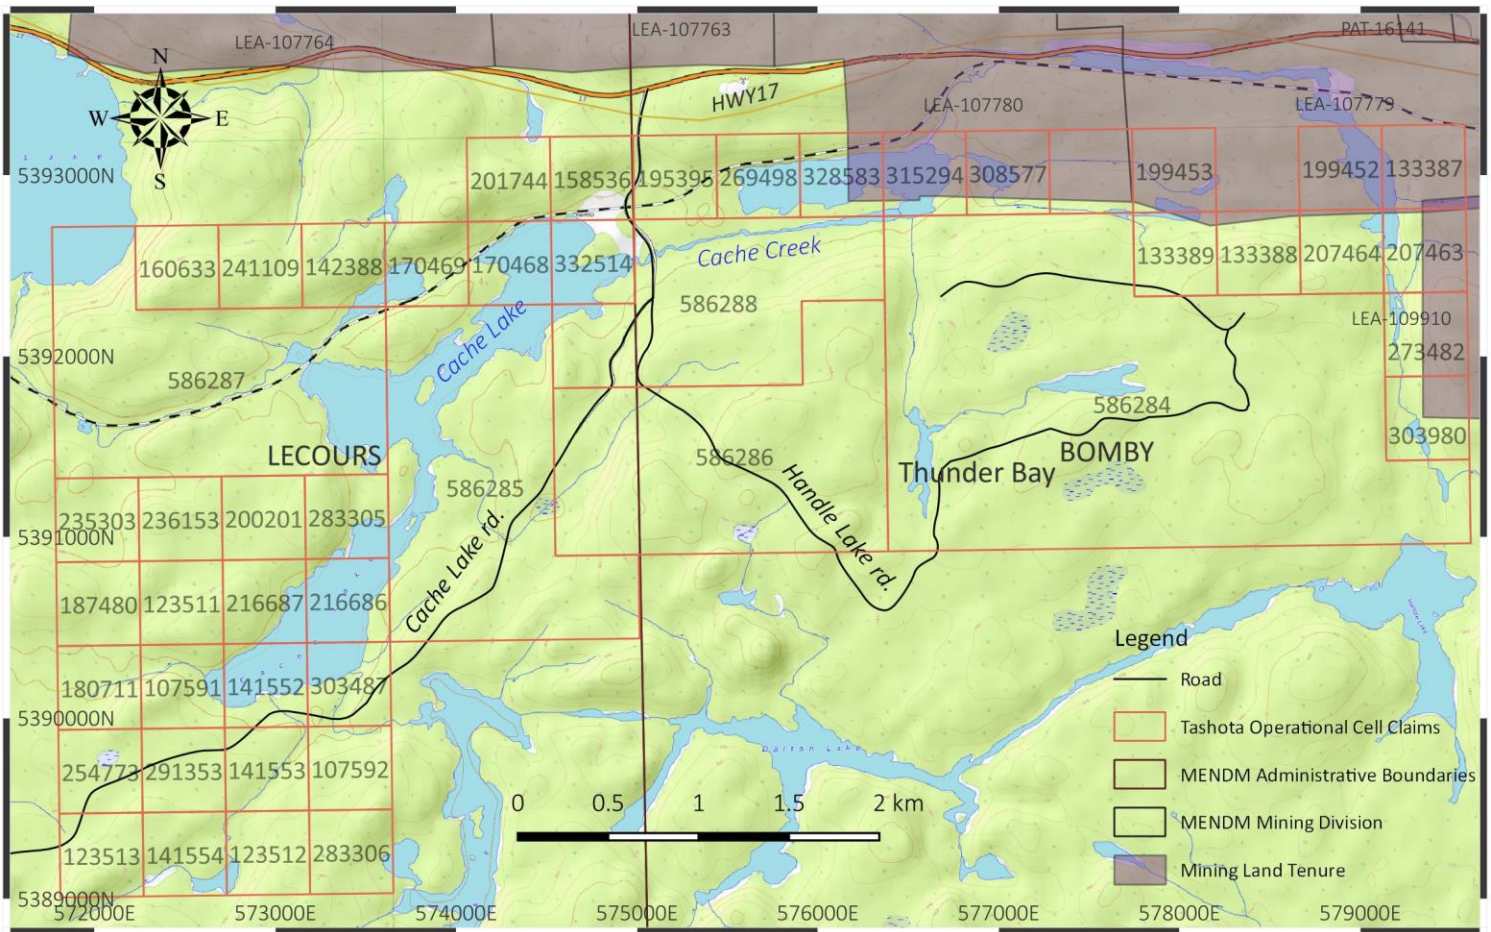 LEA-107764
LEA-107763
PAT-16141
17
17
N
W E
S
HWY17
LEA-107780
LEA-107779
Lake
5393000N
201744 158536 195395 269498 328583 315294 308577 199453 199452 133387
Cache Creek
160633 241109 142388 170469 170468 332514
133389 133388 207464 207463
586288
LEA-109910
Cache Lake
5392000N
273482
586287
586284
303980
LECOURS
BOMBY
586286
Thunder Bay
586285
Handle Lake rd.
235303 236153 200201 283305
5391000N
Cache Lake rd.
187480 123511 216687 216686
180711 107591 141552 303487
5390000N
Dalton Lake
254773 291353 141553 107592
123513 141554 123512 283306
5389000N
0 0.5 1 1.5 2 km
Legend
Road
Tashota Operational Cell Claims
MENDM Administrative Boundaries
MENDM Mining Division
Mining Land Tenure
572000E 573000E 574000E 575000E 576000E 577000E 578000E 579000E